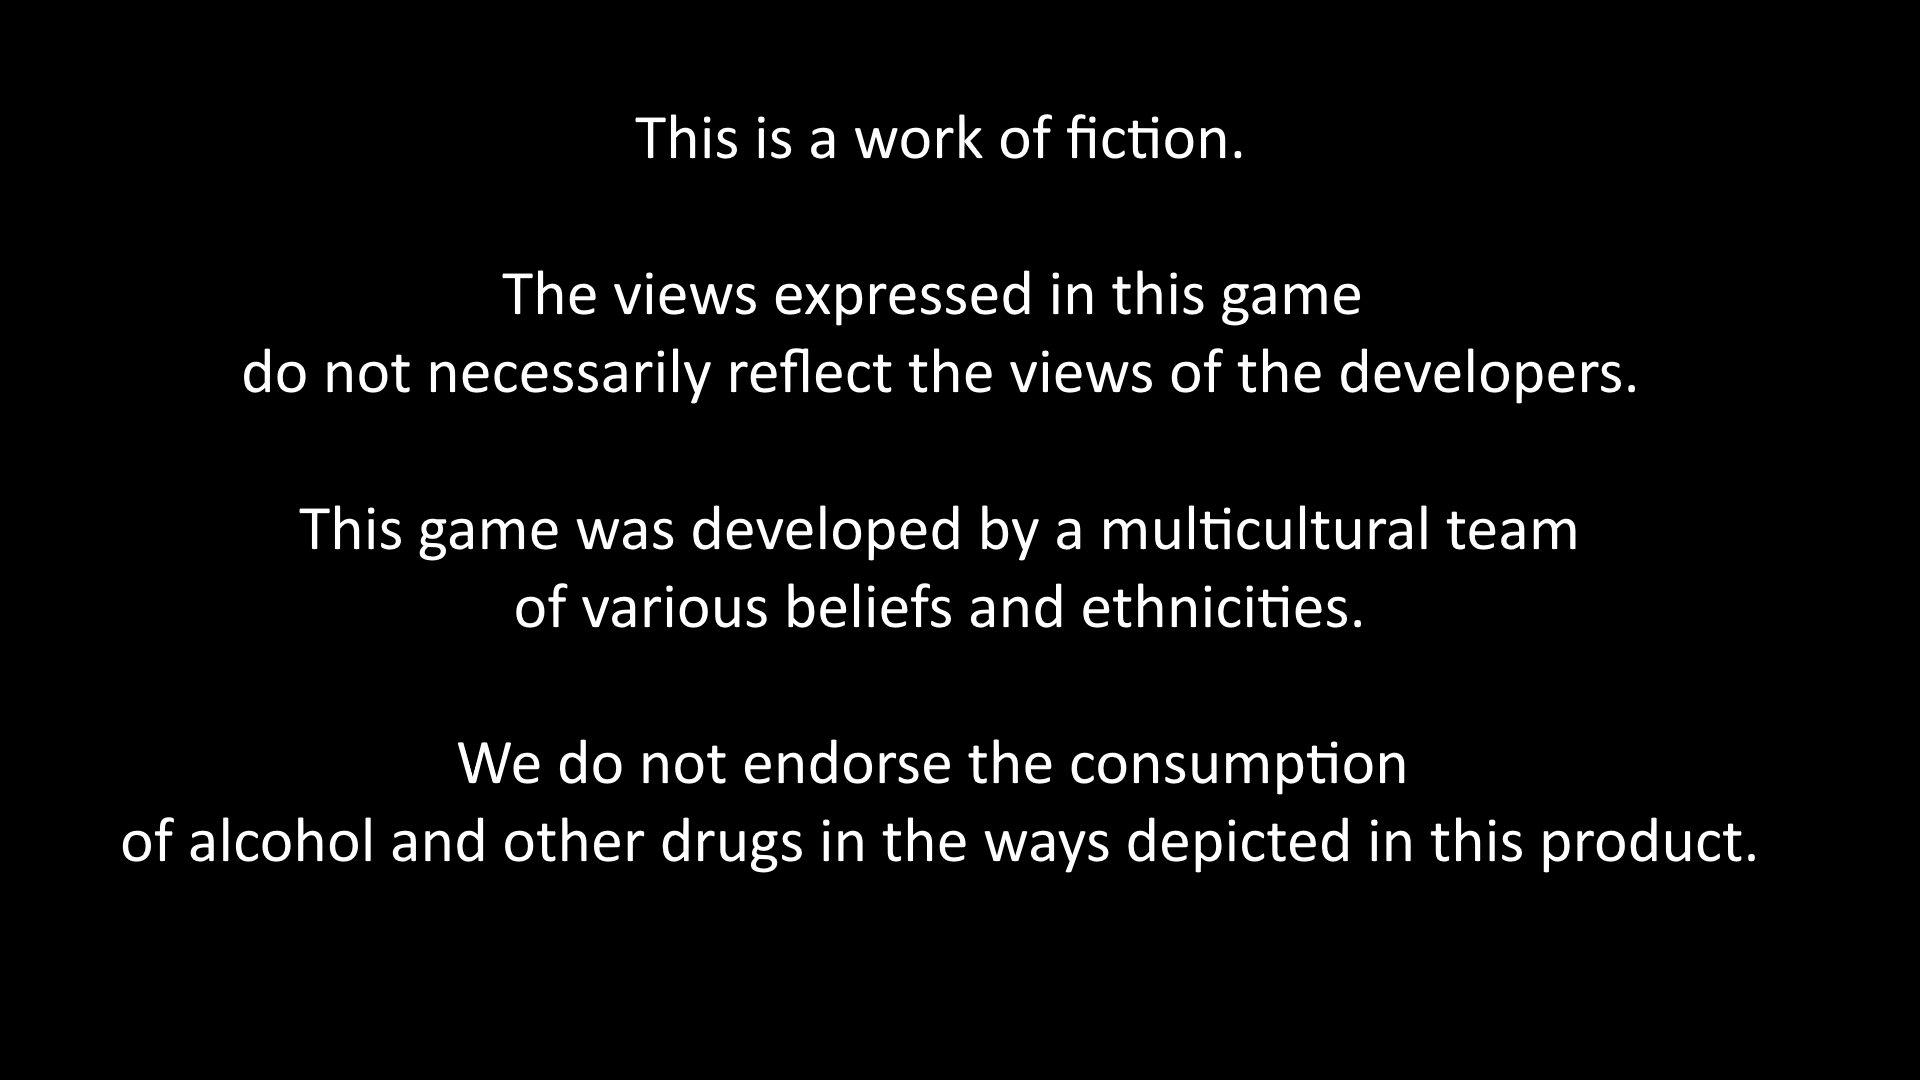 This is a work of fiction.
The views expressed in this game
do not necessarily reflect the views of the developers.
This game was developed by a multicultural team
of various beliefs and ethnicities.
We do not endorse the consumption
of alcohol and other drugs in the ways depicted in this product.